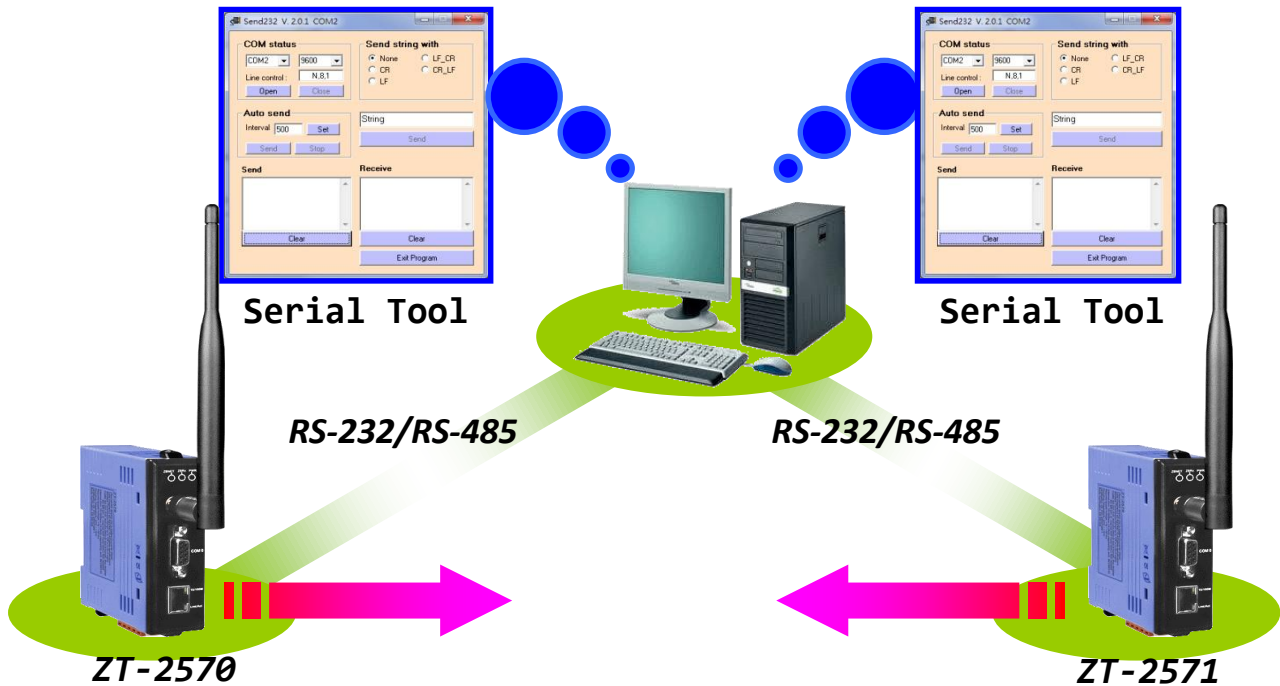 Send232 V. 2.0.1 COM2
COM status
COM2 9600
Line control : N,8,1
Open Close
Send string with
None LF_CR
CR CR_LF
LF
Auto send
Interval 500 Set
Send Stop
String
Send
Send
Clear
Receive
Clear
Exit Program
Serial Tool
Send232 V. 2.0.1 COM2
COM status
COM2 9600
Line control : N,8,1
Open Close
Send string with
None LF_CR
CR CR_LF
LF
Auto send
Interval 500 Set
Send Stop
String
Send
Send
Clear
Receive
Clear
Exit Program
Serial Tool
RS-232/RS-485
RS-232/RS-485
ZT-2570
ZT-2571